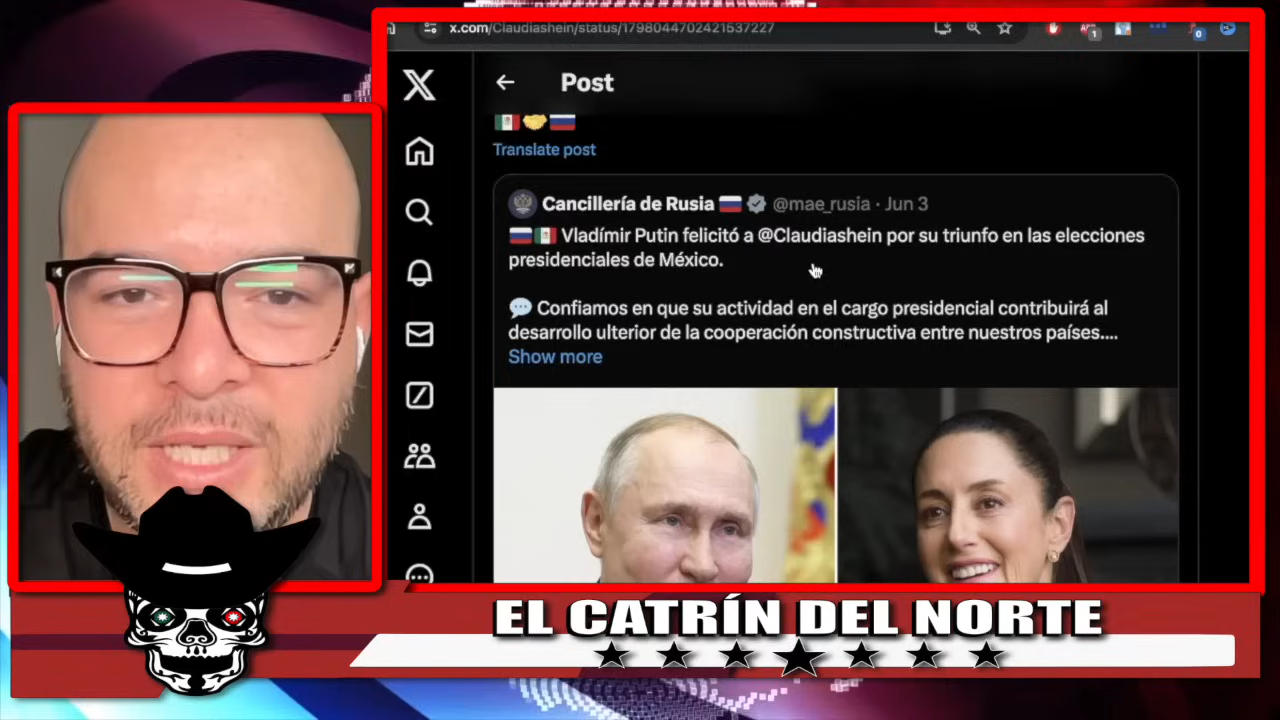 x.com/Claudiashein/status/1798044702421537227
1
0
Post
Translate post
Cancillería de Rusia @mae_rusia · Jun 3
Vladímir Putin felicitó a @Claudiashein por su triunfo en las elecciones
presidenciales de México.
Confiamos en que su actividad en el cargo presidencial contribuirá al
desarrollo ulterior de la cooperación constructiva entre nuestros países....
Show more
EL CATRÍN DEL NORTE